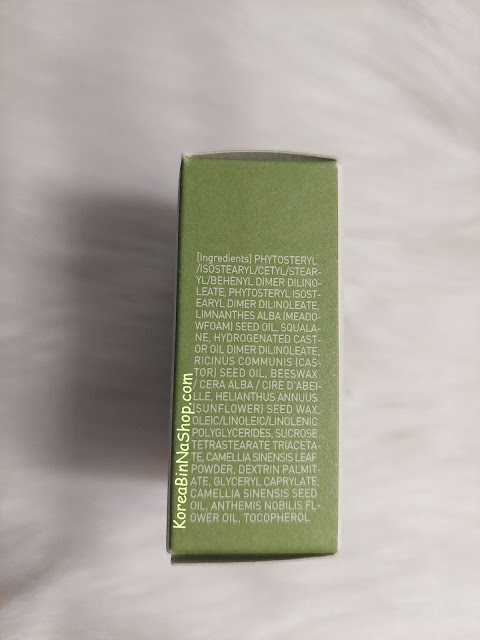 [Ingredients] PHYTOSTERYL
/ISOSTEARYL/CETYL/STEAR-
YL/BEHENYL DIMER DILINO-
LEATE, PHYTOSTERYL ISOST-
EARYL DIMER DILINOLEATE,
LIMNANTHES ALBA (MEADO-
WFOAM) SEED OIL, SQUALA-
NE, HYDROGENATED CAST-
OR OIL DIMER DILINOLEATE,
RICINUS COMMUNIS (CAS-
TOR) SEED OIL, BEESWAX
/ CERA ALBA / CIRE D'ABEI-
LLE, HELIANTHUS ANNUUS
(SUNFLOWER) SEED WAX,
OLEIC/LINOLEIC/LINOLENIC
POLYGLYCERIDES, SUCROSE
TETRASTEARATE TRIACETA-
TE, CAMELLIA SINENSIS LEAF
POWDER, DEXTRIN PALMIT-
ATE, GLYCERYL CAPRYLATE,
CAMELLIA SINENSIS SEED
OIL, ANTHEMIS NOBILIS FL-
OWER OIL, TOCOPHEROL
KoreaBinNaShop.com